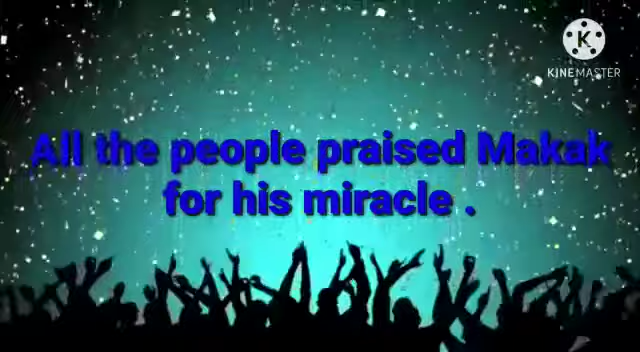 K
KINEMASTER
All the people praised Makak
for his miracle .